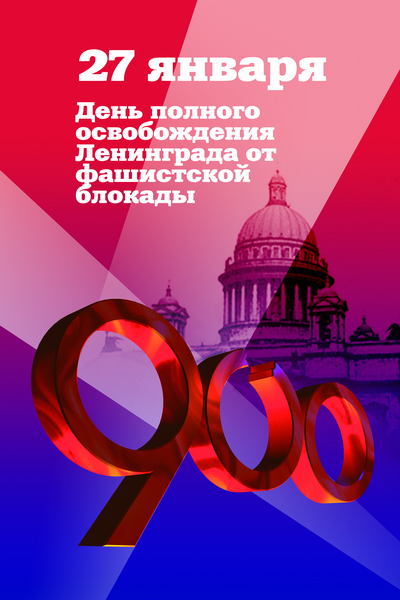 27 января
День полного
освобождения
Ленинграда от
фашистской
блокады
900